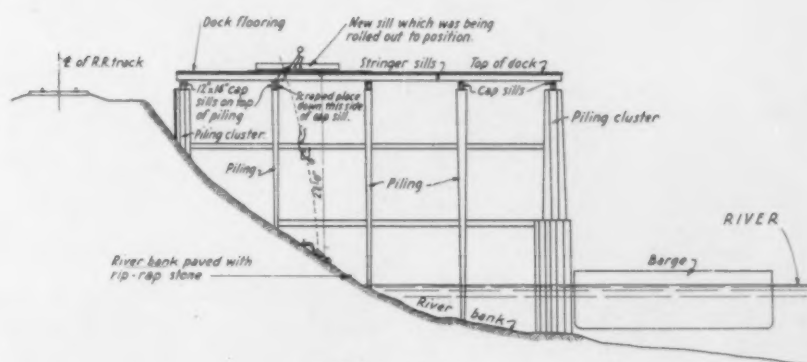 Dock flooring
New sill which was being
rolled out to position.
℄ of R.R. track
Stringer sills
Top of dock
12"x16" cap
sills on top
of piling
Scraped place
down this side
of cap sill.
Cap sills
Piling cluster
Piling cluster
Piling
Piling
RIVER
River bank paved with
rip-rap stone
Barge
River bank